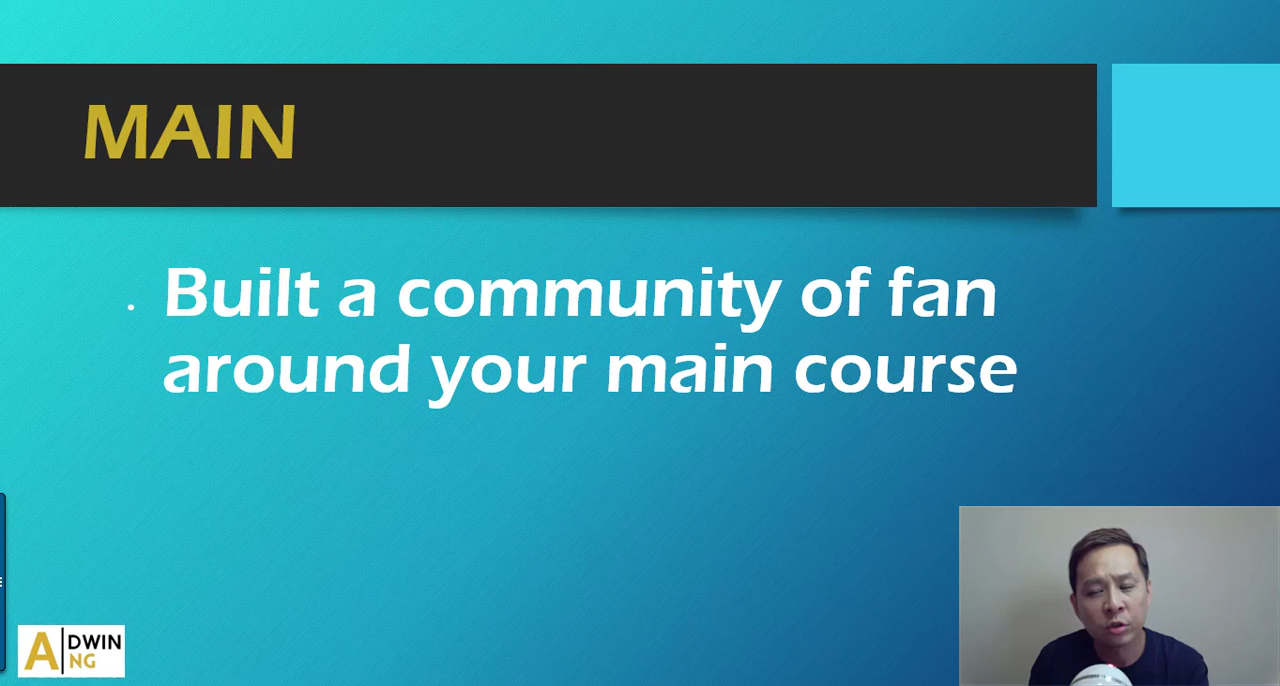 MAIN
. Built a community of fan
around your main course
A DWIN
NG